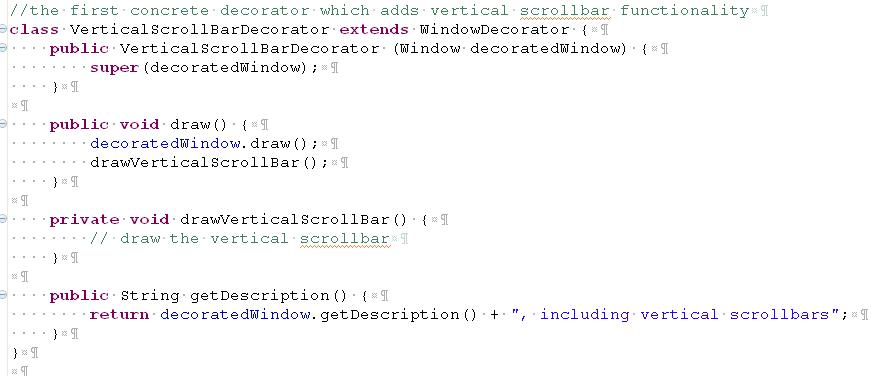 //the first concrete decorator which adds vertical scrollbar functionality
class VerticalScrollBarDecorator extends WindowDecorator {
    public VerticalScrollBarDecorator (Window decoratedWindow) {
        super(decoratedWindow);
    }

    public void draw() {
        decoratedWindow.draw();
        drawVerticalScrollBar();
    }

    private void drawVerticalScrollBar() {
        // draw the vertical scrollbar
    }

    public String getDescription() {
        return decoratedWindow.getDescription() + ", including vertical scrollbars";
    }
}